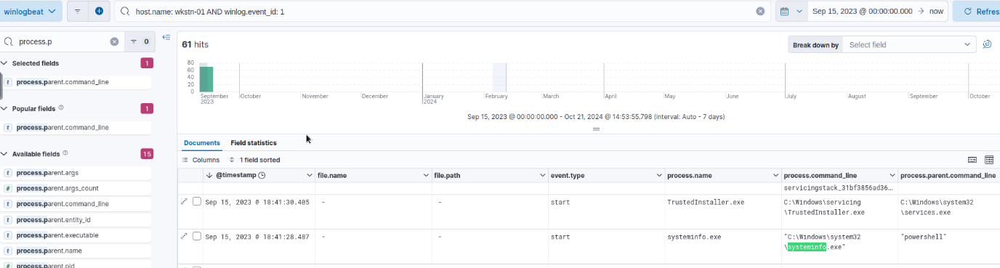 winlogbeat
host.name: wkstn-01 AND winlog.event_id: 1
Sep 15, 2023 @ 00:00:00.000 → now
Refres
process.p
0
Selected fields
1
t process.parent.command_line
Popular fields
1
t process.parent.command_line
Available fields
15
t process.parent.args
# process.parent.args_count
t process.parent.command_line
t process.parent.entity_id
t process.parent.executable
t process.parent.name
# process.parent.pid
61 hits
Break down by Select field
80
60
40
20
0
September
2023
October
November
December
January
2024
February
March
April
May
June
July
August
September
October
Sep 15, 2023 @ 00:00:00.000 - Oct 21, 2024 @ 14:53:55.798 (interval: Auto - 7 days)
Documents Field statistics
Columns 1 field sorted
@timestamp file.name file.path event.type process.name process.command_line process.parent.command_line
servicingstack_31bf3856ad36...
Sep 15, 2023 @ 18:41:30.405 - - start TrustedInstaller.exe C:\Windows\servicing C:\Windows\system32
\TrustedInstaller.exe \services.exe
Sep 15, 2023 @ 18:41:28.487 - - start systeminfo.exe "C:\Windows\system32 "powershell"
\systeminfo.exe"